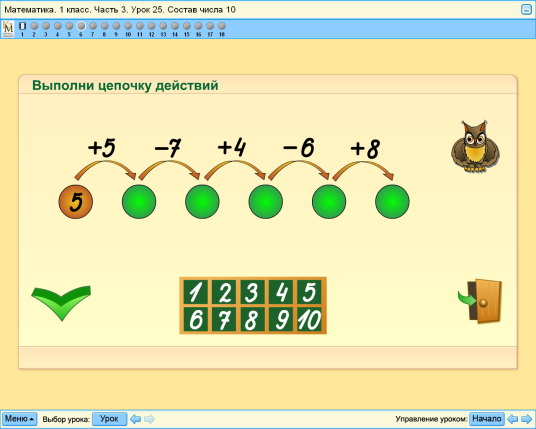 Математика. 1 класс. Часть 3. Урок 25. Состав числа 10
М 1 2 3 4 5 6 7 8 9 10 11 12 13 14 15 16 17 18
Выполни цепочку действий
+5 −7 +4 −6 +8
5
1 2 3 4 5
6 7 8 9 10
Меню Выбор урока: Урок Управление уроком: Начало